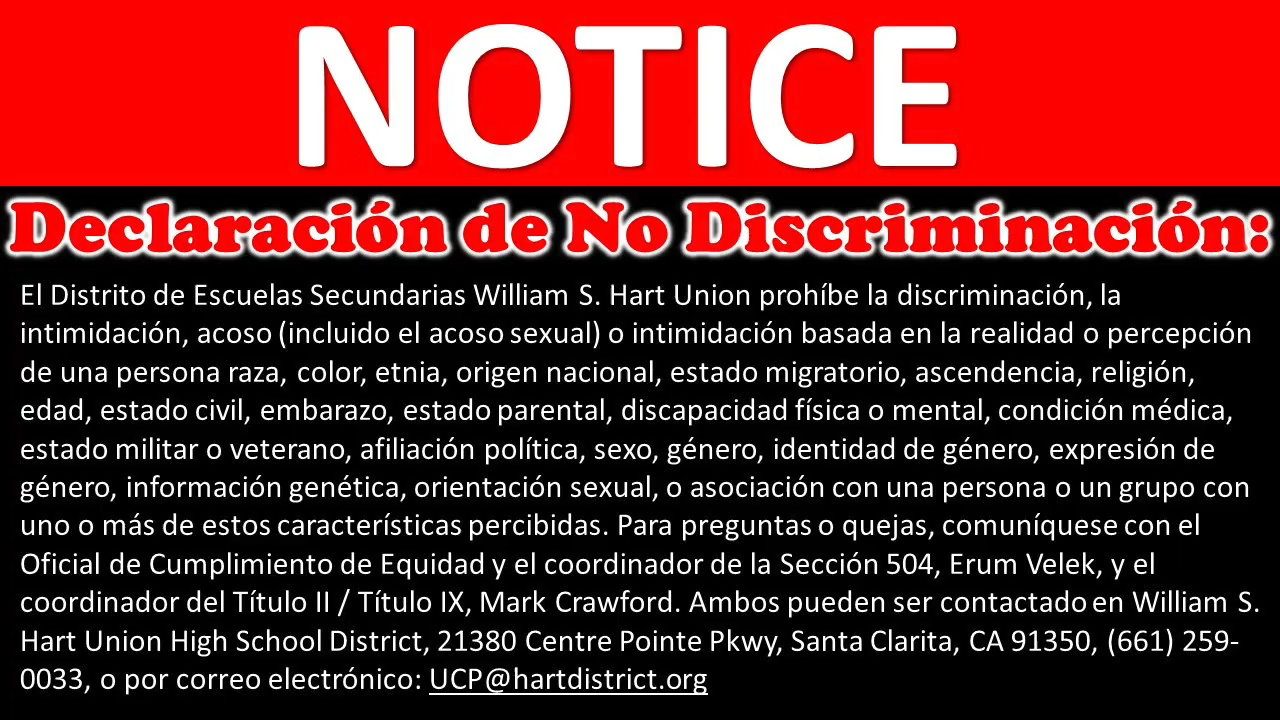 NOTICE
Declaración de No Discriminación:
El Distrito de Escuelas Secundarias William S. Hart Union prohíbe la discriminación, la
intimidación, acoso (incluido el acoso sexual) o intimidación basada en la realidad o percepción
de una persona raza, color, etnia, origen nacional, estado migratorio, ascendencia, religión,
edad, estado civil, embarazo, estado parental, discapacidad física o mental, condición médica,
estado militar o veterano, afiliación política, sexo, género, identidad de género, expresión de
género, información genética, orientación sexual, o asociación con una persona o un grupo con
uno o más de estos características percibidas. Para preguntas o quejas, comuníquese con el
Oficial de Cumplimiento de Equidad y el coordinador de la Sección 504, Erum Velek, y el
coordinador del Título II / Título IX, Mark Crawford. Ambos pueden ser contactado en William S.
Hart Union High School District, 21380 Centre Pointe Pkwy, Santa Clarita, CA 91350, (661) 259-
0033, o por correo electrónico: UCP@hartdistrict.org